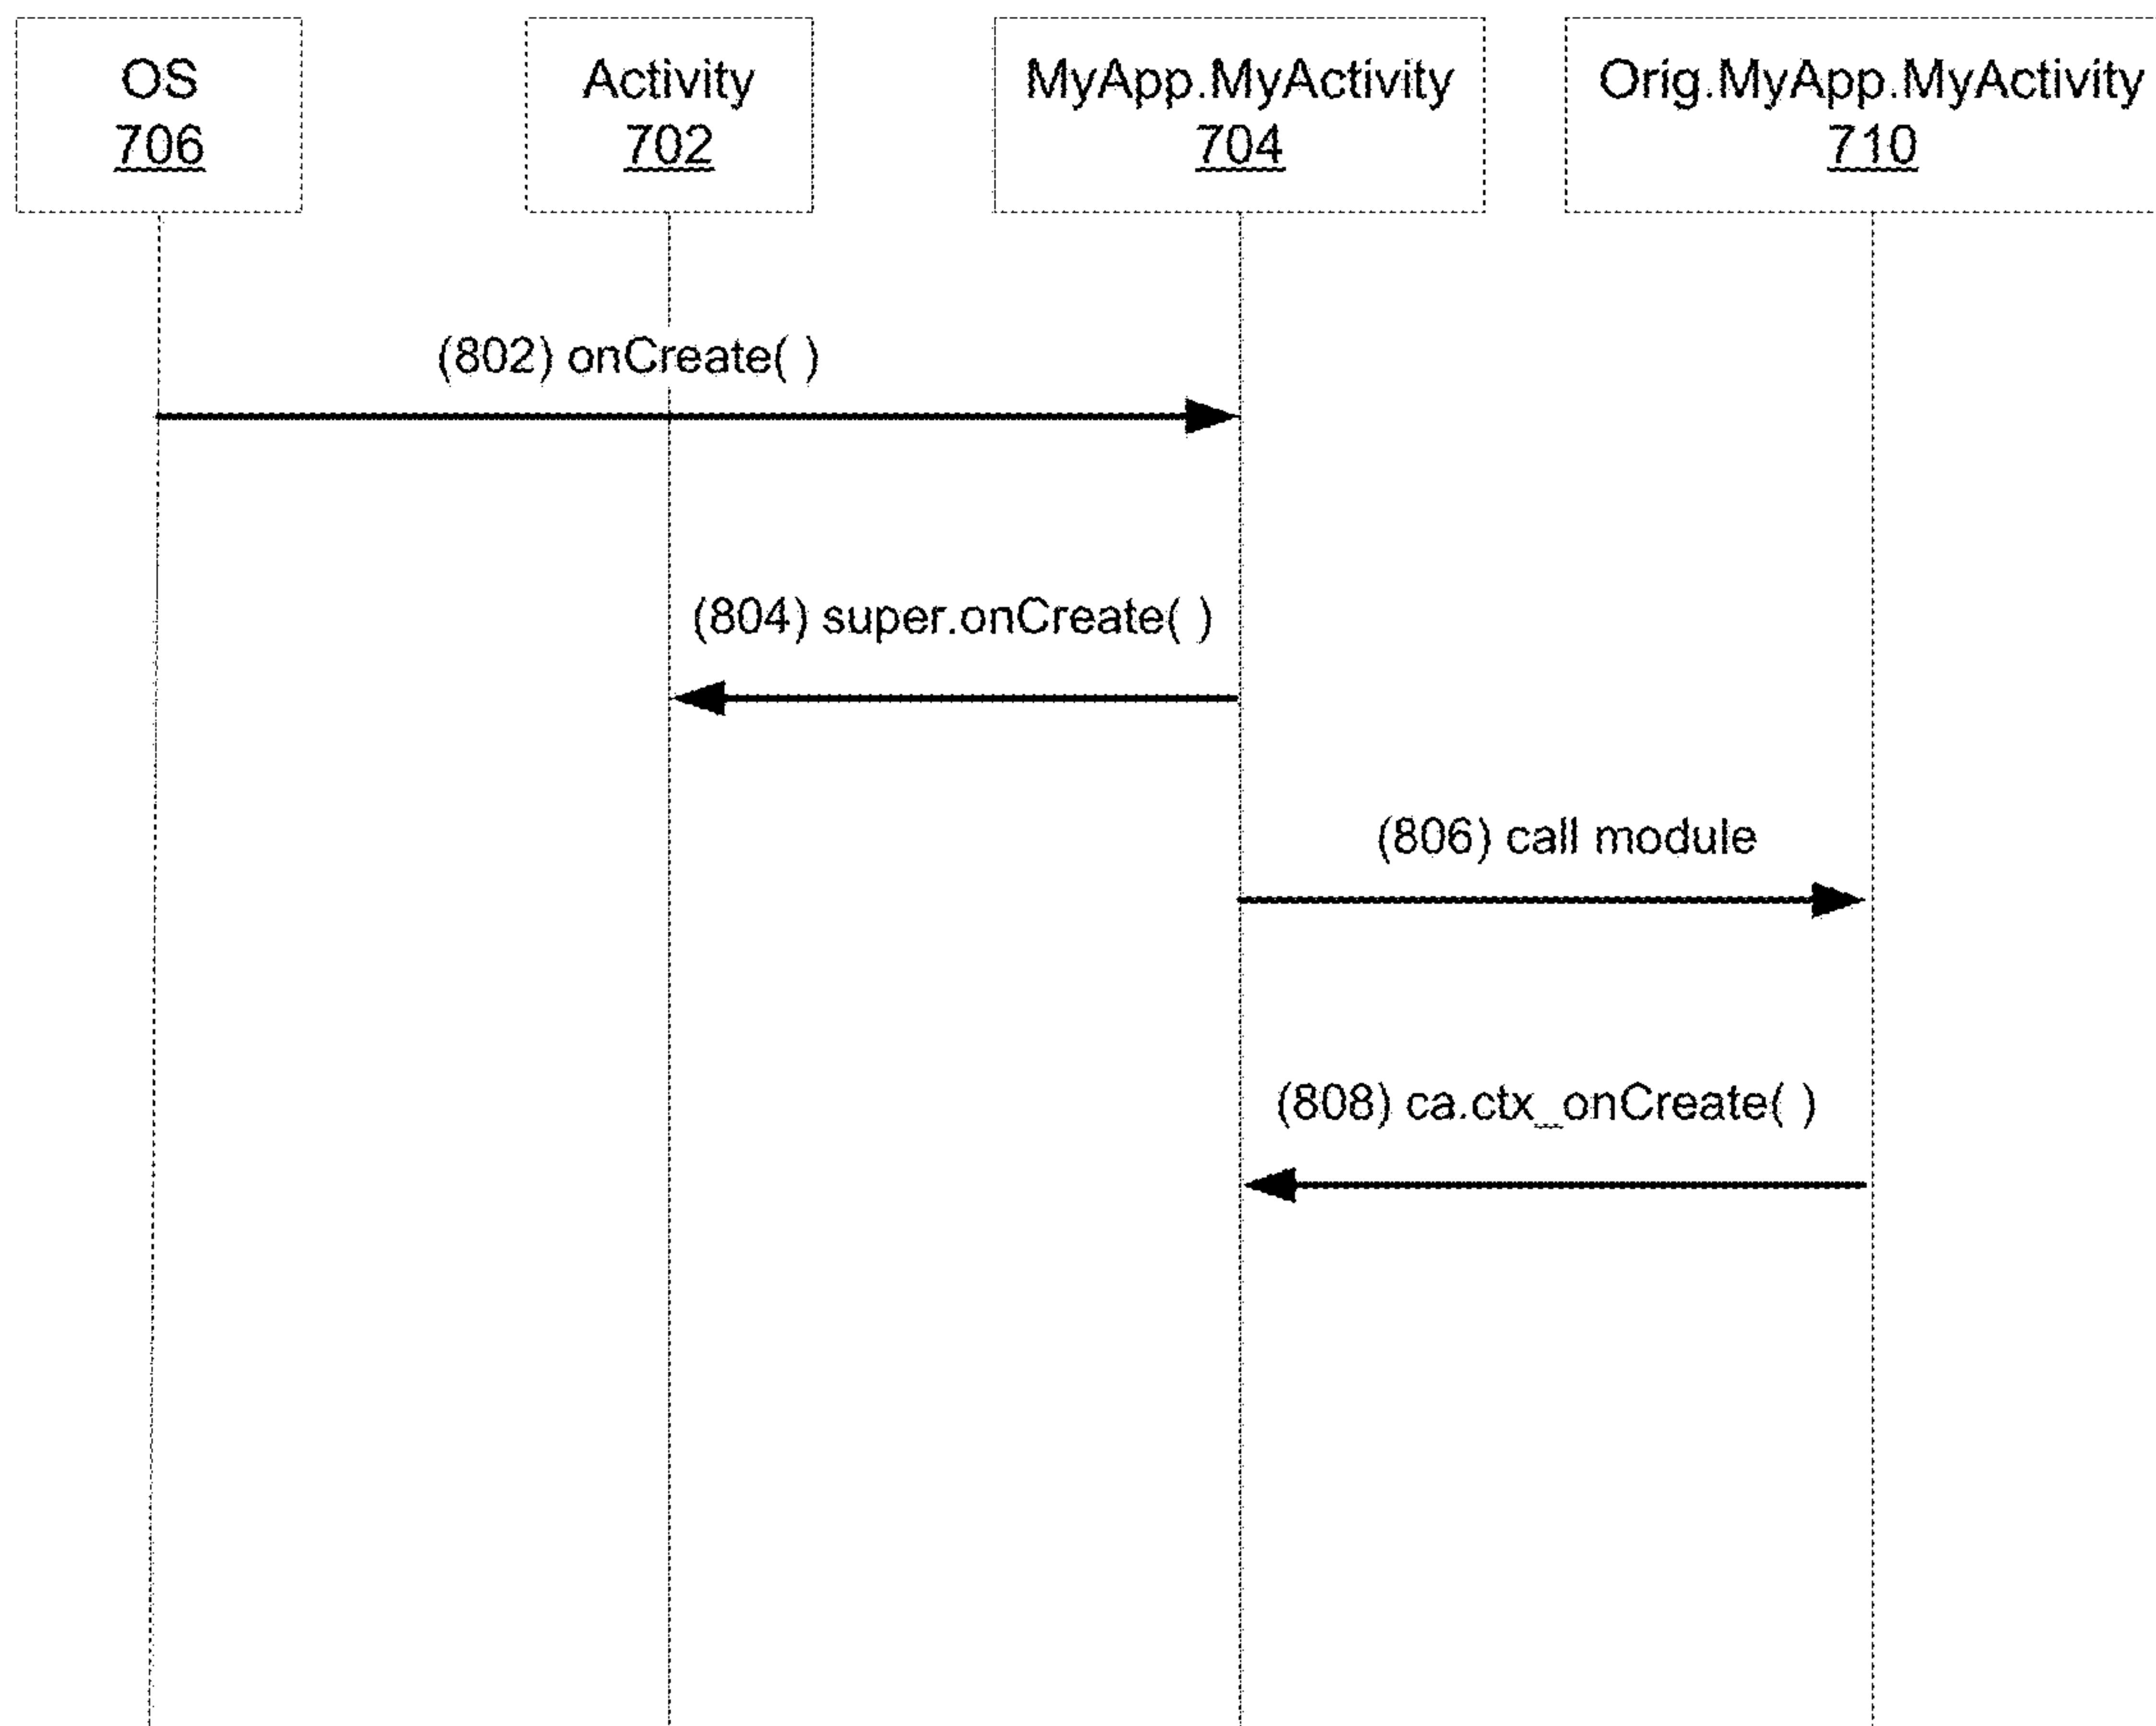 OS
706
Activity
702
MyApp.MyActivity
704
Orig.MyApp.MyActivity
710
(802) onCreate( )
(804) super.onCreate( )
(806) call module
(808) ca.ctx_onCreate( )